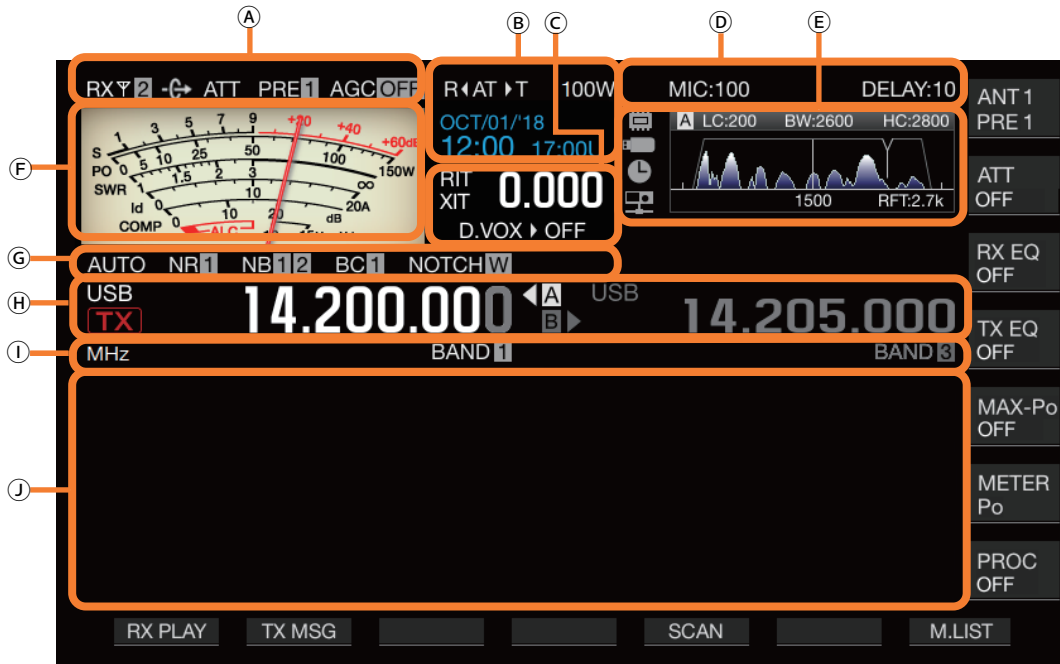 A B C D E
RX 2 ATT PRE 1 AGC OFF
R AT T 100W
MIC:100 DELAY:10
ANT 1
PRE 1
OCT/01/'18
12:00 17:00U
A LC:200 BW:2600 HC:2800
1500 RFT:2.7k
F
S 1 3 5 7 9 +20 +40 +60dB
PO 0 5 10 25 50 100 150W
SWR 1 1.5 2 3 ∞
Id 0 10 20A
COMP 0 10 20 dB
ALC
RIT
XIT 0.000
D.VOX OFF
ATT
OFF
G
AUTO NR 1 NB 1 2 BC 1 NOTCH W
RX EQ
OFF
H
USB 14.200.000 A USB 14.205.000
TX B
TX EQ
OFF
I
MHz BAND 1 BAND 3
J
MAX-Po
OFF
METER
Po
PROC
OFF
RX PLAY TX MSG SCAN M.LIST